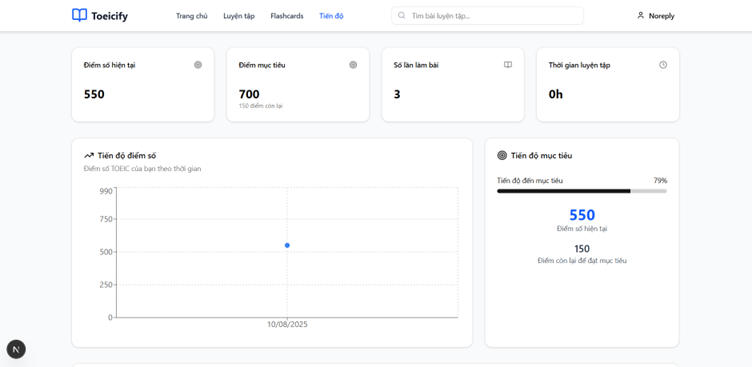 Toeicify
Trang chủ
Luyện tập
Flashcards
Tiến độ
Tìm bài luyện tập...
Noreply
Điểm số hiện tại
550
Điểm mục tiêu
700
150 điểm còn lại
Số lần làm bài
3
Thời gian luyện tập
0h
Tiến độ điểm số
Điểm số TOEIC của bạn theo thời gian
990
750
500
250
0
10/08/2025
Tiến độ mục tiêu
Tiến độ đến mục tiêu 79%
550
Điểm số hiện tại
150
Điểm còn lại để đạt mục tiêu
N